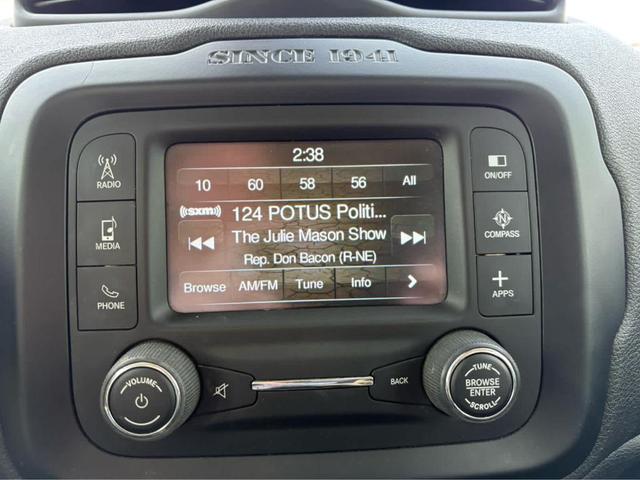 SINCE 1941
2:38
10 60 58 56 All
((sxm)) 124 POTUS Politi...
The Julie Mason Show
Rep. Don Bacon (R-NE)
Browse AM/FM Tune Info
RADIO
MEDIA
PHONE
ON/OFF
N
COMPASS
APPS
VOLUME
BACK
TUNE
BROWSE
ENTER
SCROLL